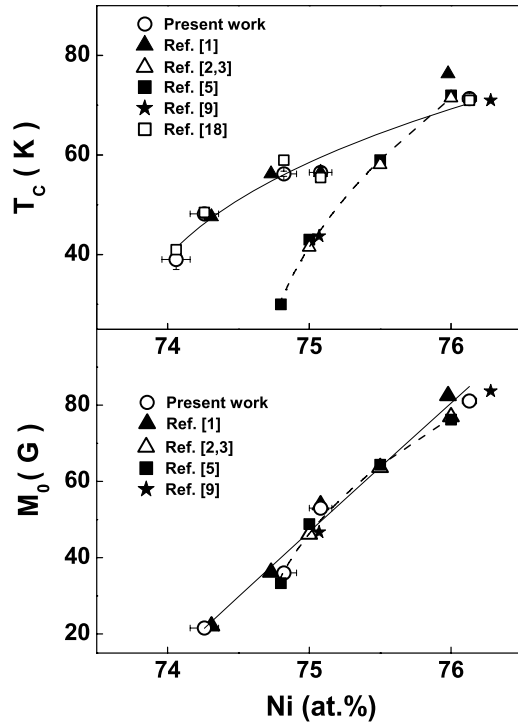 80
60
40
T_C ( K )
Present work
Ref. [1]
Ref. [2,3]
Ref. [5]
Ref. [9]
Ref. [18]
74
75
76
80
60
40
20
M_0 ( G )
Present work
Ref. [1]
Ref. [2,3]
Ref. [5]
Ref. [9]
74
75
76
Ni (at.%)